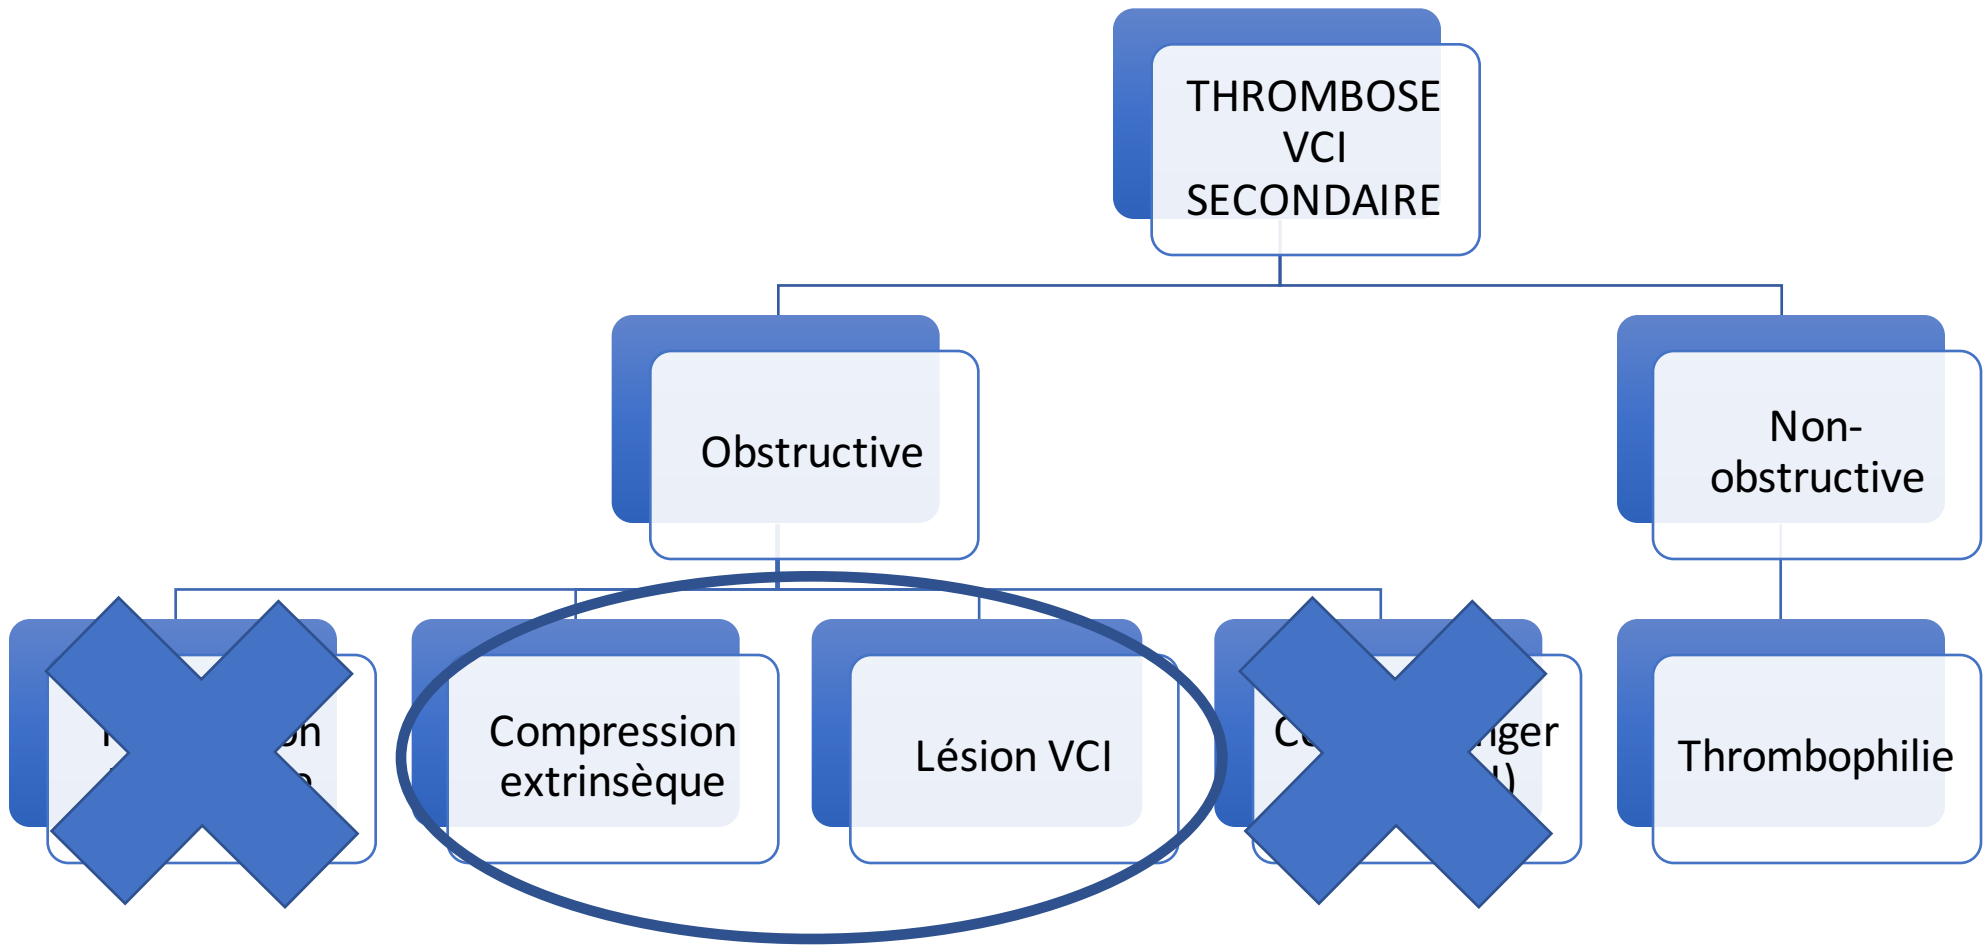 THROMBOSE
VCI
SECONDAIRE
Obstructive
Non-
obstructive
Compression
extrinsèque
Lésion VCI
Thrombophilie